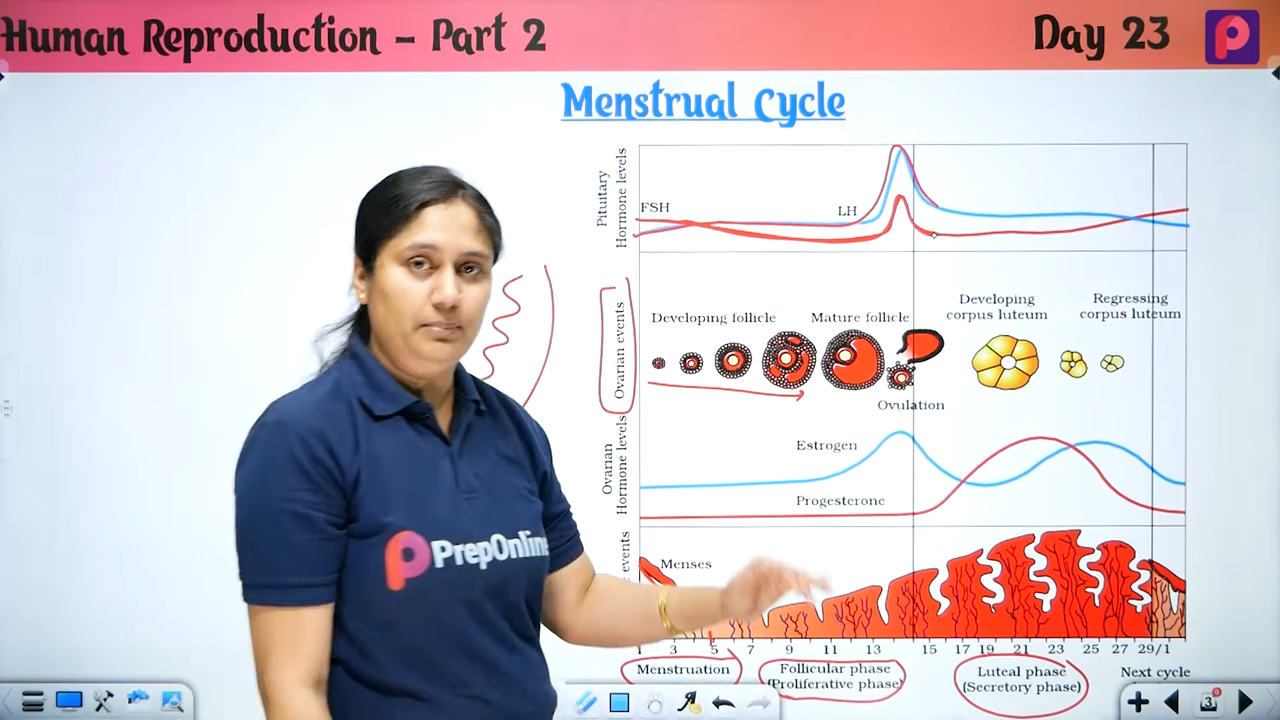 Human Reproduction – Part 2
Day 23
Menstrual Cycle
Pituitary
Hormone levels
FSH
LH
Ovarian events
Developing follicle
Mature follicle
Developing
corpus luteum
Regressing
corpus luteum
Ovulation
Ovarian
Hormone levels
Estrogen
Progesterone
events
Menses
1 3 5 7 9 11 13 15 17 19 21 23 25 27 29/1
Menstruation
Follicular phase
(Proliferative phase)
Luteal phase
(Secretory phase)
Next cycle
PrepOnline
3